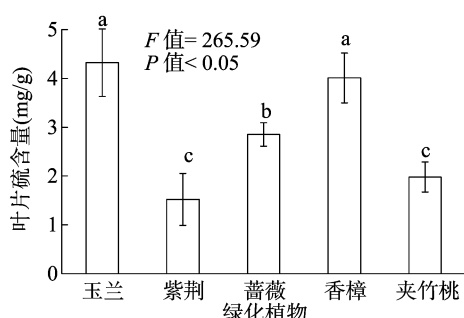 叶片硫含量(mg/g)
5
4
3
2
1
0
F 值= 265.59
P 值< 0.05
a
c
b
a
c
玉兰 紫荆 蔷薇 香樟 夹竹桃
绿化植物